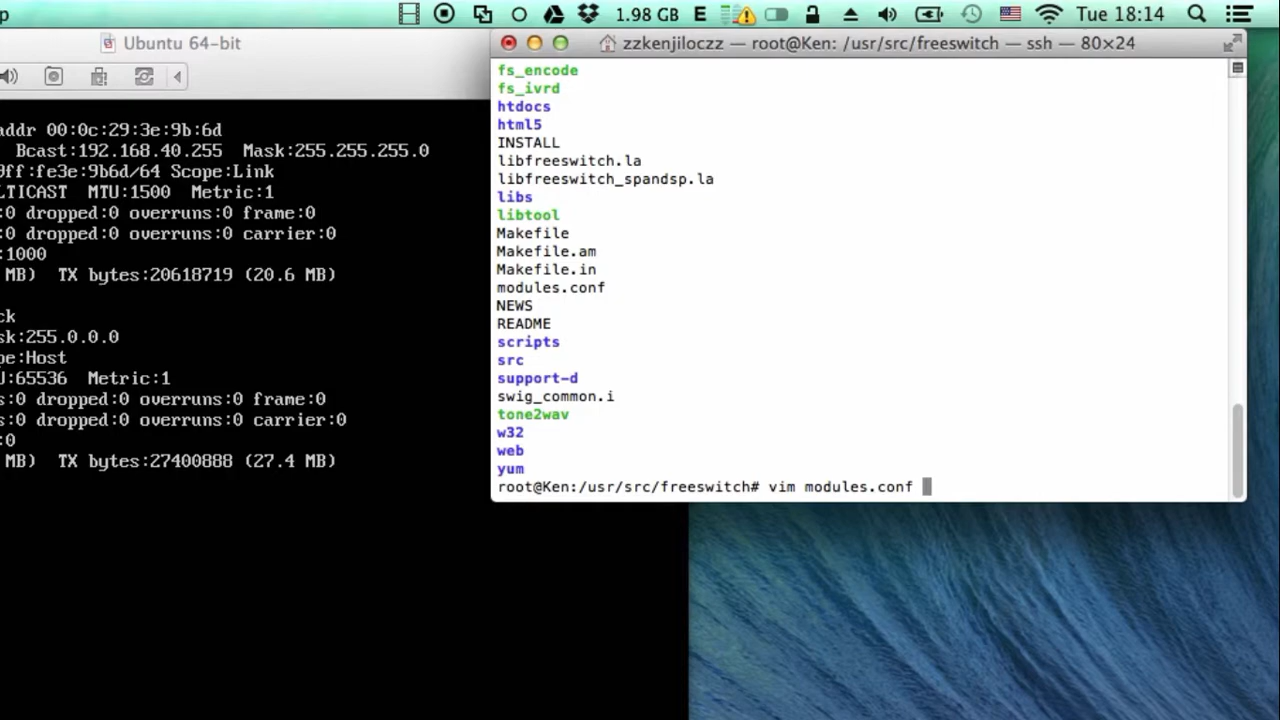 p
1.98 GB
E
Tue 18:14
Ubuntu 64-bit
addr 00:0c:29:3e:9b:6d
Bcast:192.168.40.255 Mask:255.255.255.0
9ff:fe3e:9b6d/64 Scope:Link
LTICAST MTU:1500 Metric:1
:0 dropped:0 overruns:0 frame:0
:0 dropped:0 overruns:0 carrier:0
:1000
MB) TX bytes:20618719 (20.6 MB)
ck
sk:255.0.0.0
pe:Host
U:65536 Metric:1
s:0 dropped:0 overruns:0 frame:0
s:0 dropped:0 overruns:0 carrier:0
:0
MB) TX bytes:27400888 (27.4 MB)
zzkenjiloczz — root@Ken: /usr/src/freeswitch — ssh — 80×24
fs_encode
fs_ivrd
htdocs
html5
INSTALL
libfreeswitch.la
libfreeswitch_spandsp.la
libs
libtool
Makefile
Makefile.am
Makefile.in
modules.conf
NEWS
README
scripts
src
support-d
swig_common.i
tone2wav
w32
web
yum
root@Ken:/usr/src/freeswitch# vim modules.conf